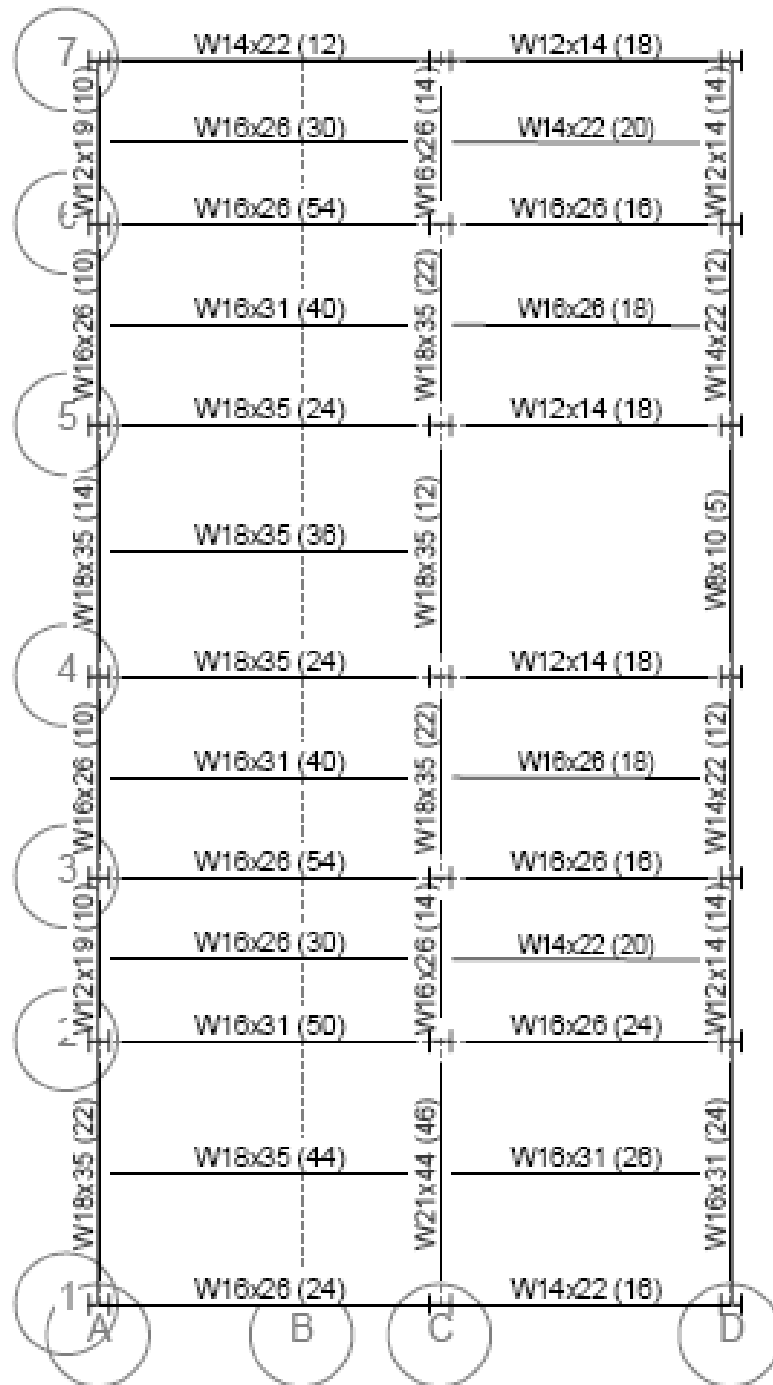 7 W14x22 (12) W12x14 (18)
W12x19 (10) W16x26 (14) W12x14 (14)
W16x26 (30) W14x22 (20)
6 W16x26 (54) W16x26 (16)
W16x26 (10) W18x35 (22) W14x22 (12)
W16x31 (40) W16x26 (18)
5 W18x35 (24) W12x14 (18)
W18x35 (14) W18x35 (12) W8x10 (5)
W18x35 (36)
4 W18x35 (24) W12x14 (18)
W16x26 (10) W18x35 (22) W14x22 (12)
W16x31 (40) W16x26 (18)
3 W16x26 (54) W16x26 (16)
W12x19 (10) W16x26 (14) W12x14 (14)
W16x26 (30) W14x22 (20)
2 W16x31 (50) W16x26 (24)
W18x35 (22) W21x44 (46) W16x31 (24)
W18x35 (44) W16x31 (26)
1 W16x26 (24) W14x22 (16)
A B C D